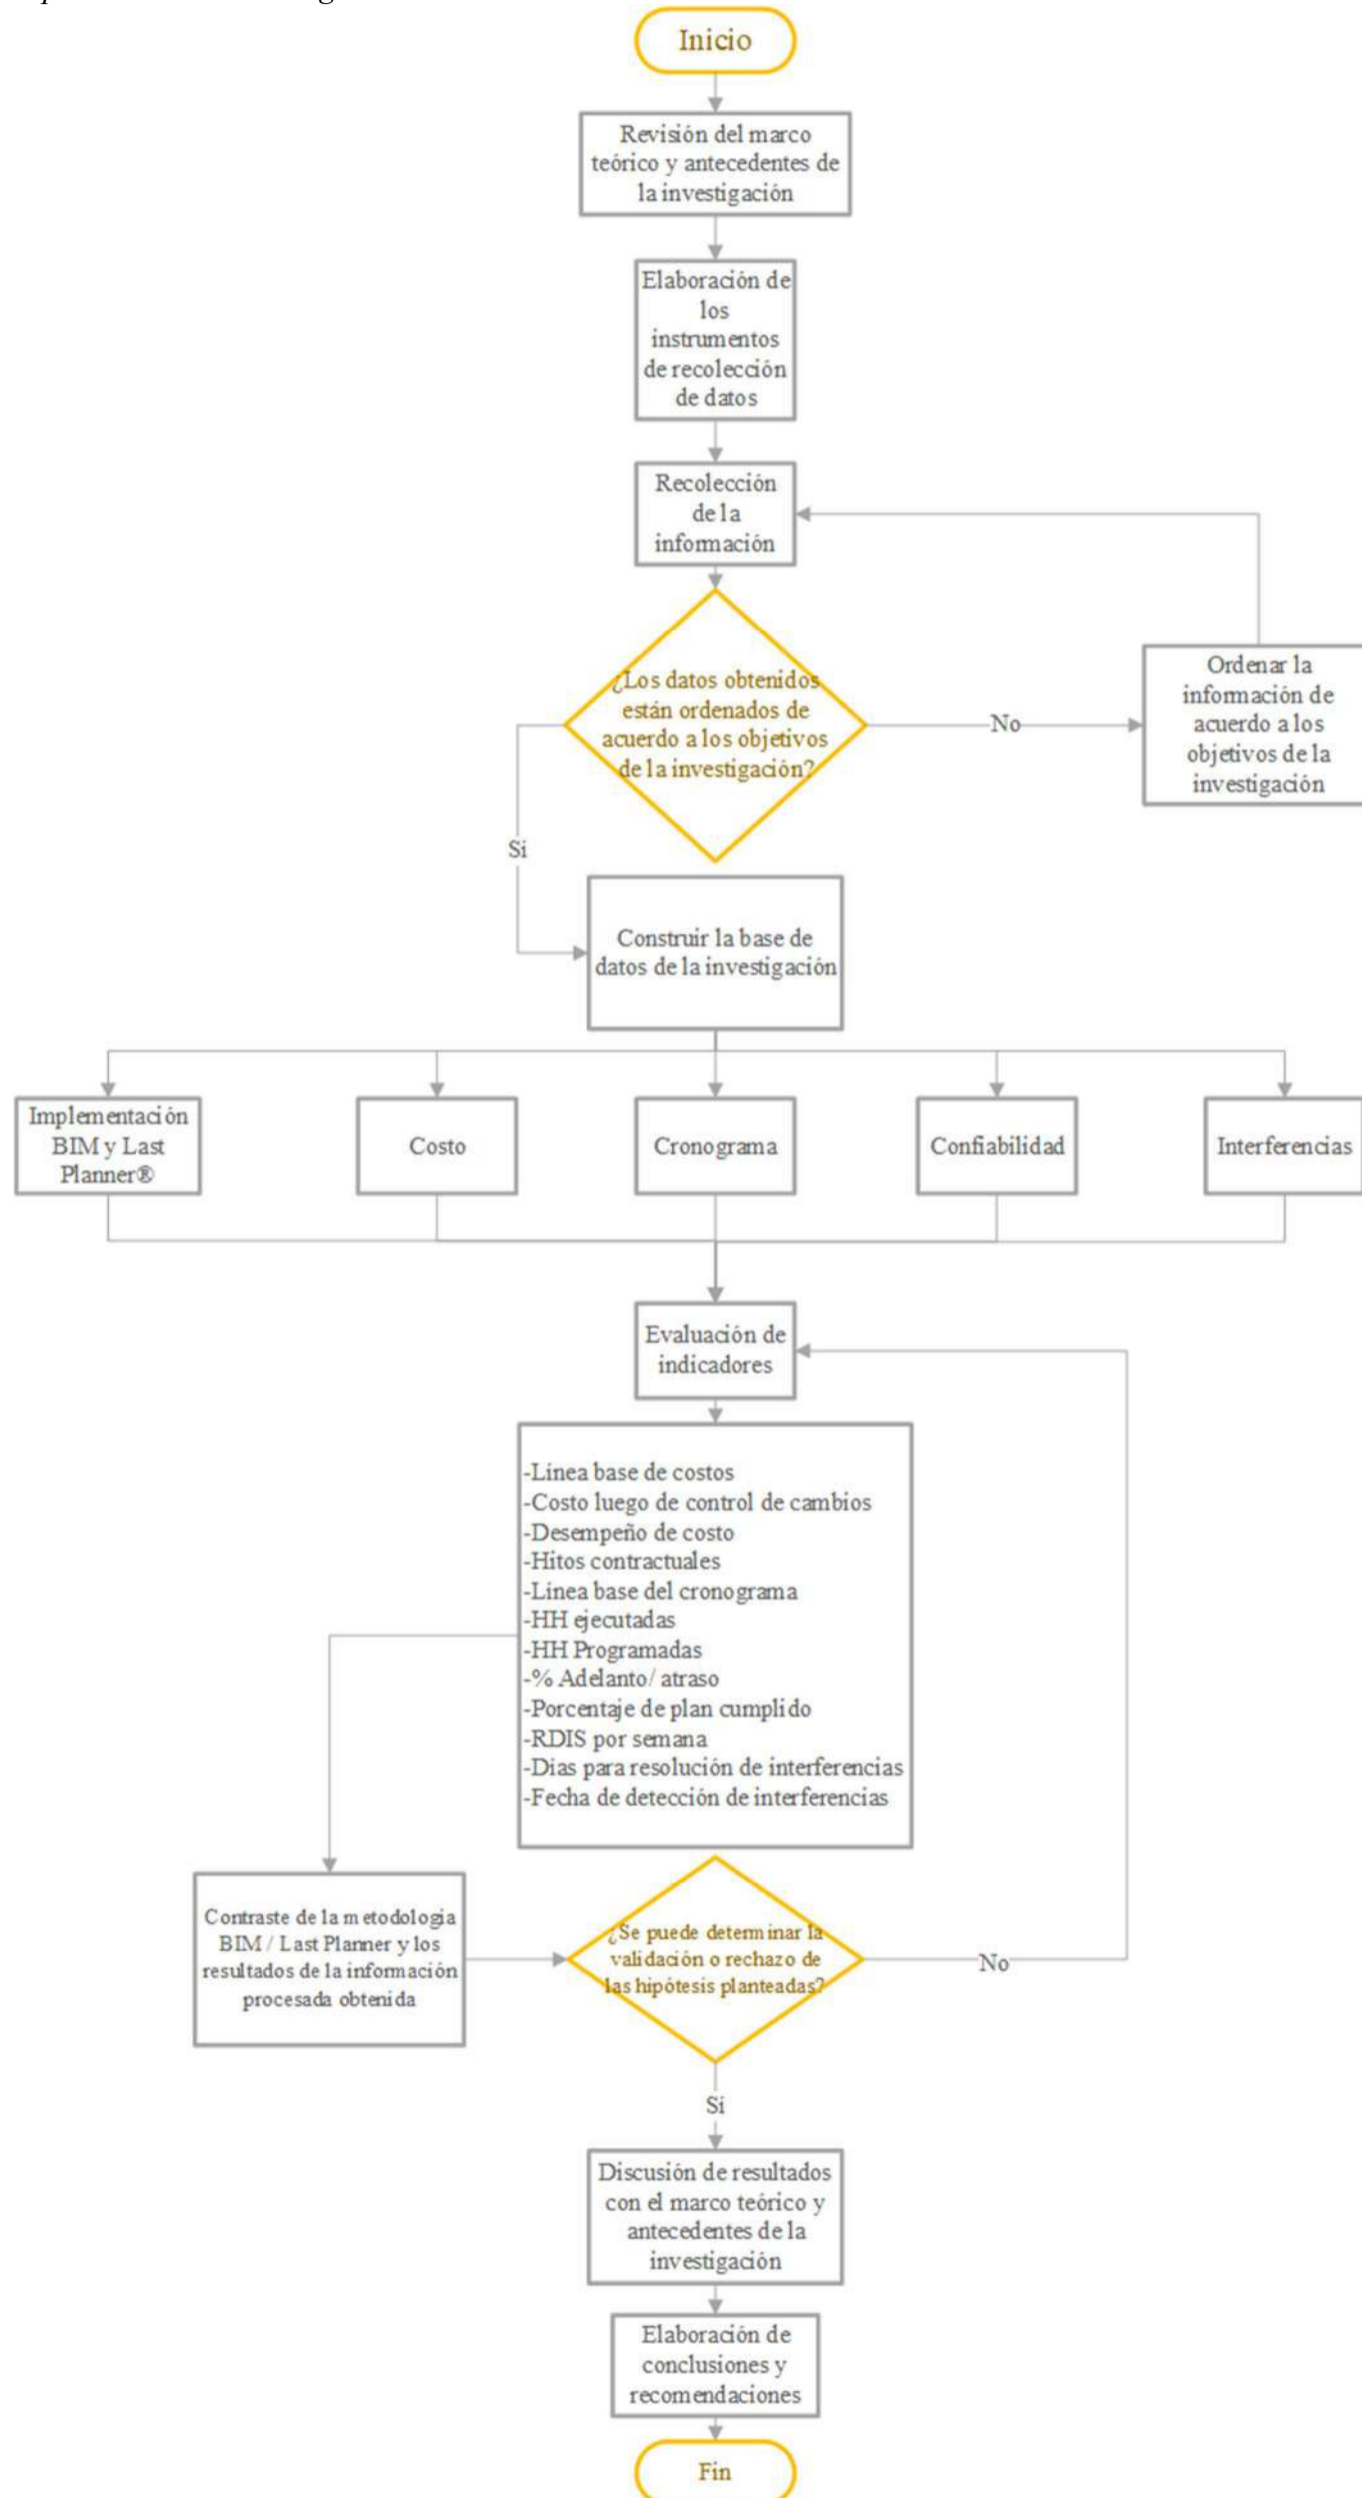 Inicio
Revisión del marco
teórico y antecedentes de
la investigación
Elaboración de
los
instrumentos
de recolección
de datos
Recolección
de la
información
¿Los datos obtenidos
están ordenados de
acuerdo a los objetivos
de la investigación?
No
Ordenar la
información de
acuerdo a los
objetivos de la
investigación
Si
Construir la base de
datos de la investigación
Implementación
BIM y Last
Planner®
Costo
Cronograma
Confiabilidad
Interferencias
Evaluación de
indicadores
-Línea base de costos
-Costo luego de control de cambios
-Desempeño de costo
-Hitos contractuales
-Línea base del cronograma
-HH ejecutadas
-HH Programadas
-% Adelanto/ atraso
-Porcentaje de plan cumplido
-RDIS por semana
-Días para resolución de interferencias
-Fecha de detección de interferencias
Contraste de la metodología
BIM / Last Planner y los
resultados de la información
procesada obtenida
¿Se puede determinar la
validación o rechazo de
las hipótesis planteadas?
No
Si
Discusión de resultados
con el marco teórico y
antecedentes de la
investigación
Elaboración de
conclusiones y
recomendaciones
Fin